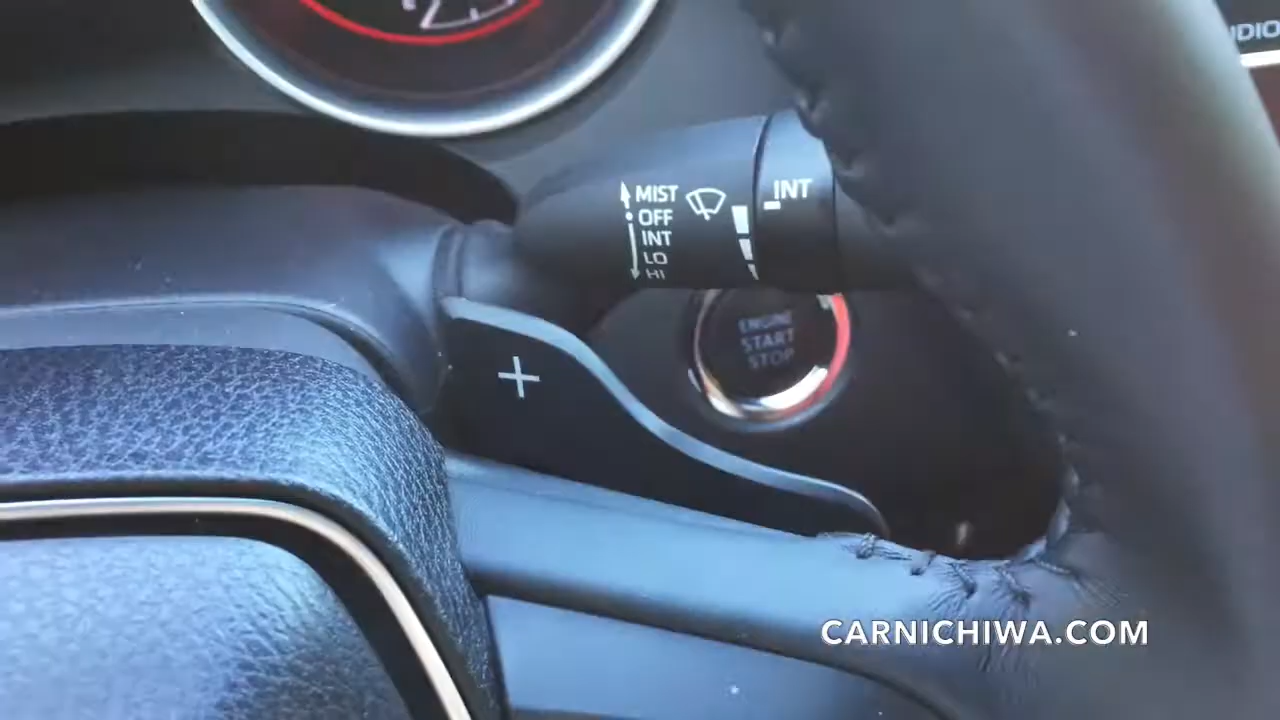 MIST
OFF
INT
LO
HI
INT
+
ENGINE
START
STOP
CARNICHIWA.COM